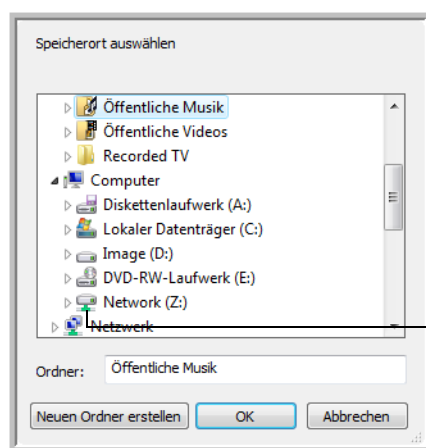 Speicherort auswählen
Öffentliche Musik
Öffentliche Videos
Recorded TV
Computer
Diskettenlaufwerk (A:)
Lokaler Datenträger (C:)
Image (D:)
DVD-RW-Laufwerk (E:)
Network (Z:)
Netzwerk
Ordner: Öffentliche Musik
Neuen Ordner erstellen OK Abbrechen